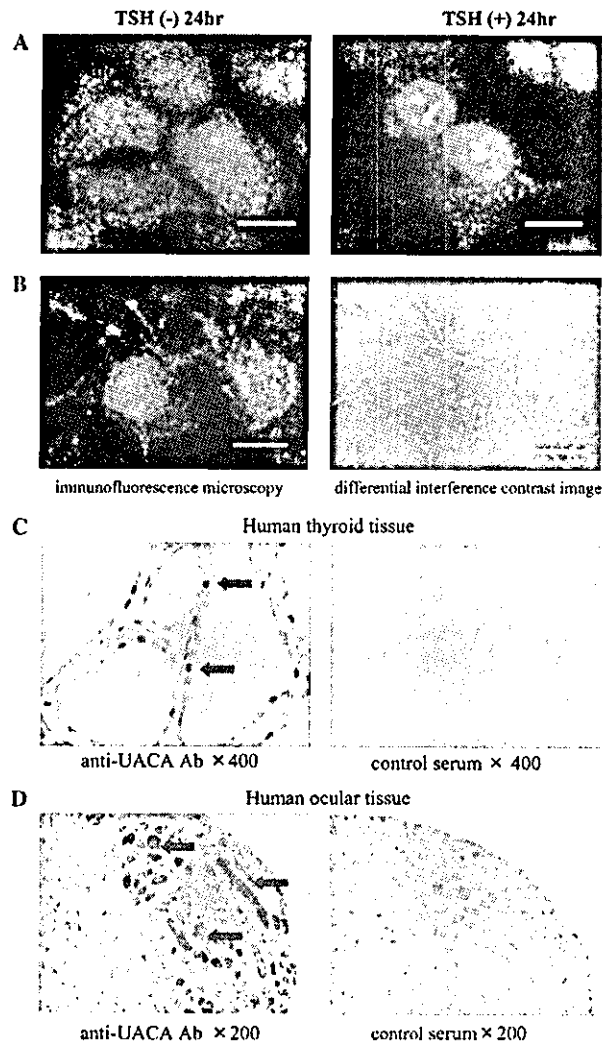 TSH (-) 24hr TSH (+) 24hr
A
B
immunofluorescence microscopy differential interference contrast image
C Human thyroid tissue
anti-UACA Ab × 400 control serum × 400
D Human ocular tissue
anti-UACA Ab × 200 control serum × 200